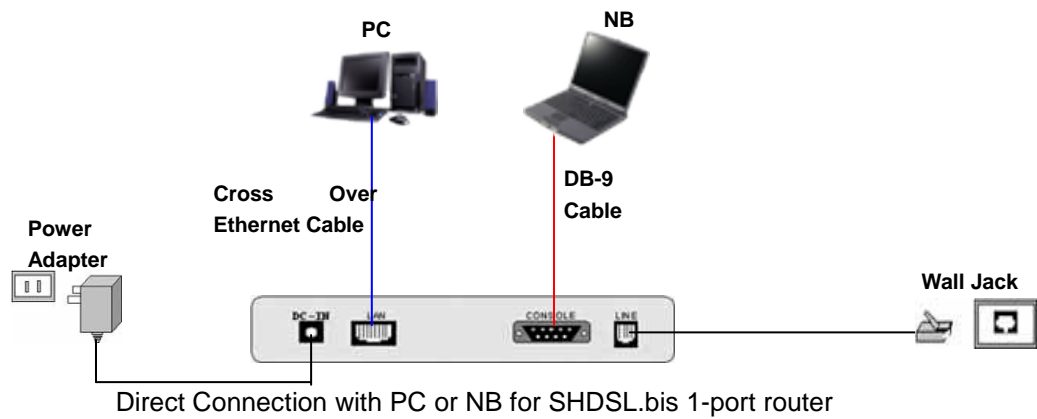 PC
NB
Cross Over
Ethernet Cable
DB-9
Cable
Power
Adapter
Wall Jack
DC-IN
LAN
CONSOLE
LINE
Direct Connection with PC or NB for SHDSL.bis 1-port router